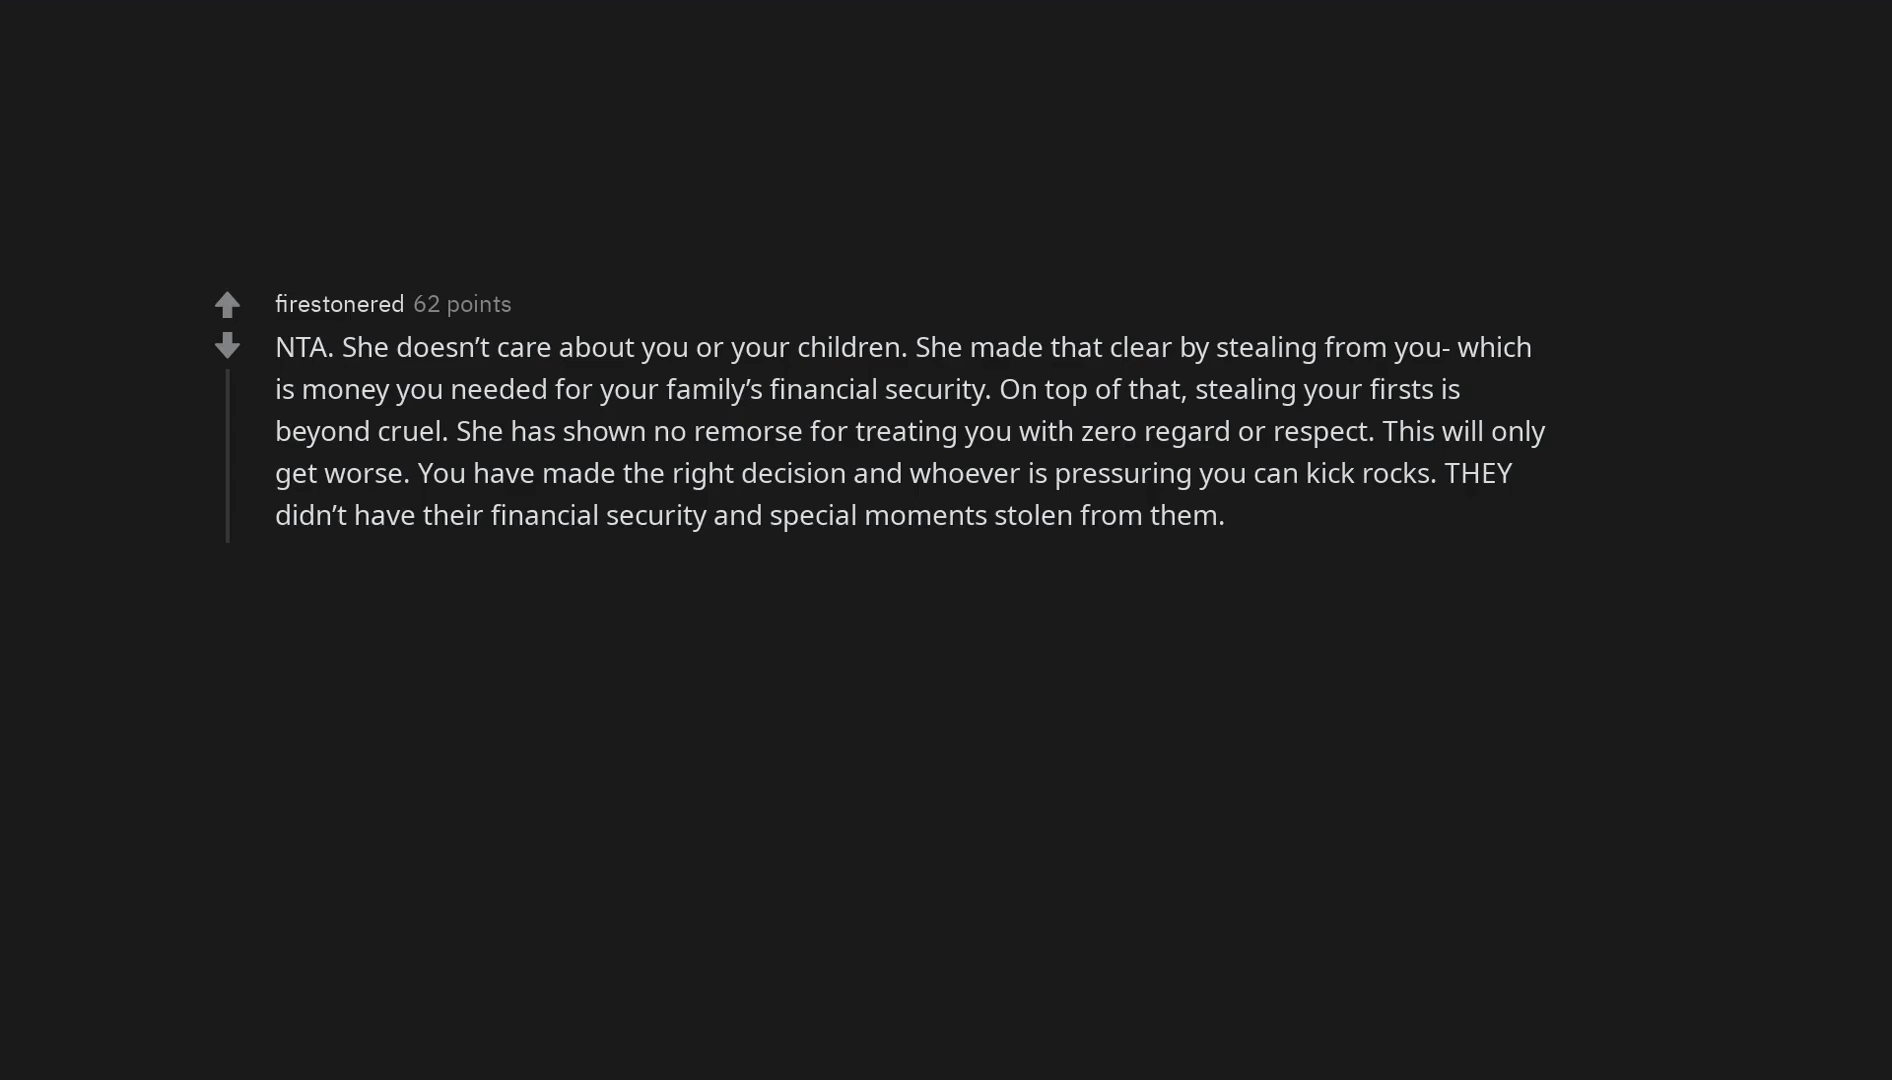 firestonered 62 points
NTA. She doesn’t care about you or your children. She made that clear by stealing from you- which
is money you needed for your family’s financial security. On top of that, stealing your firsts is
beyond cruel. She has shown no remorse for treating you with zero regard or respect. This will only
get worse. You have made the right decision and whoever is pressuring you can kick rocks. THEY
didn’t have their financial security and special moments stolen from them.